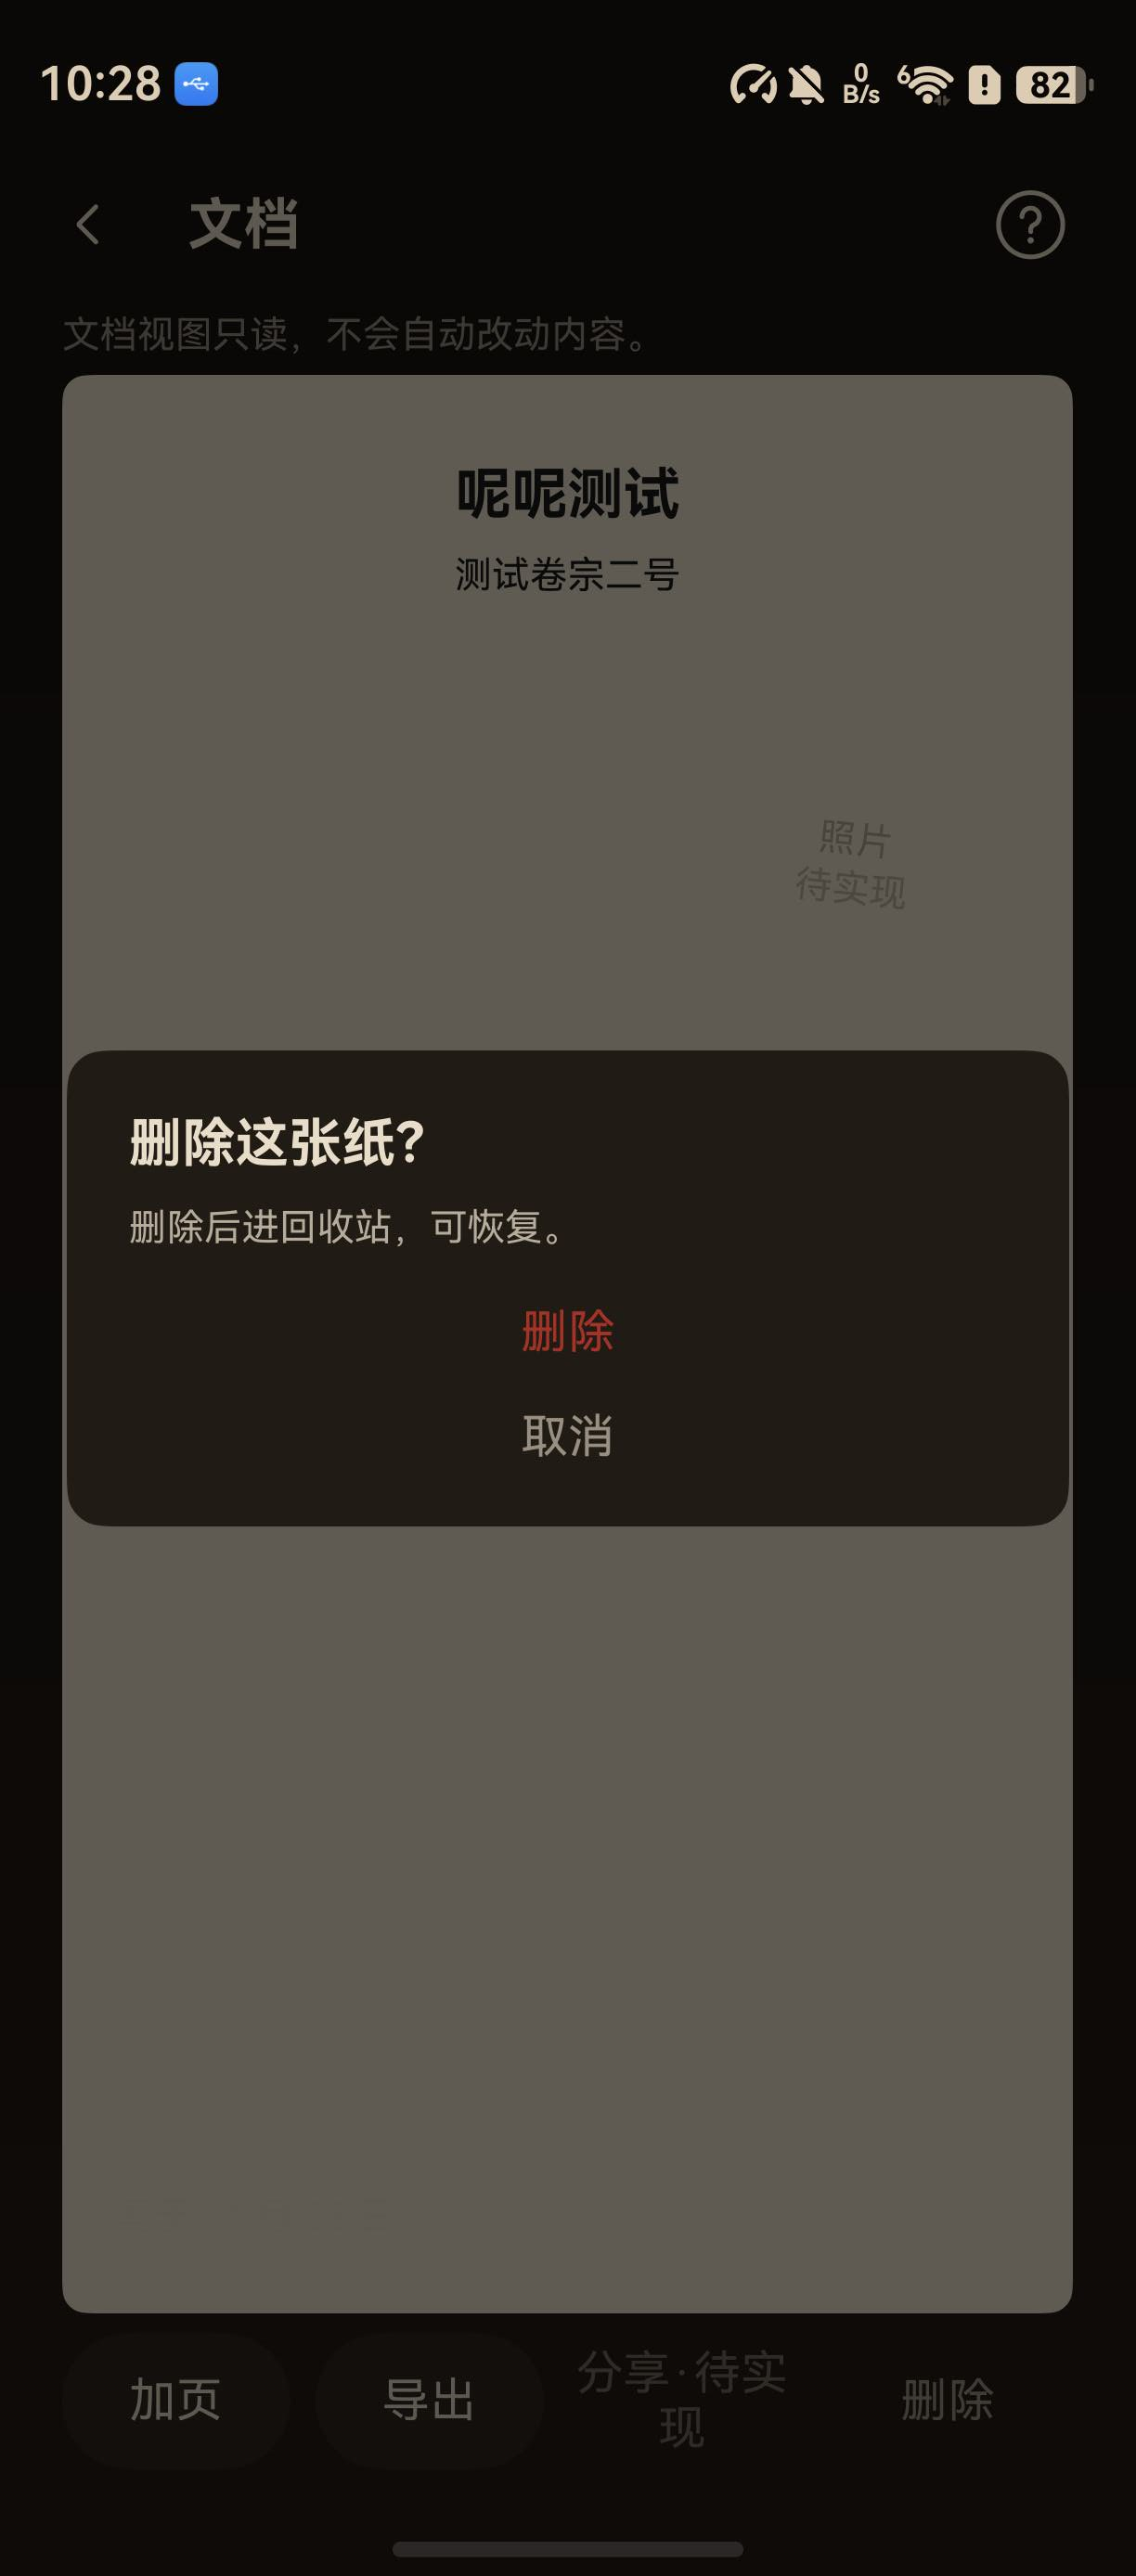 10:28
0
B/s
6
82
文档
文档视图只读，不会自动改动内容。
呢呢测试
测试卷宗二号
照片
待实现
删除这张纸？
删除后进回收站，可恢复。
删除
取消
加页
导出
分享·待实
现
删除